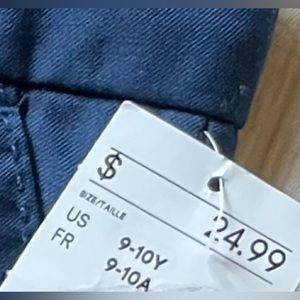 $ 24.99
SIZE/TAILLE
US 9-10Y
FR 9-10A